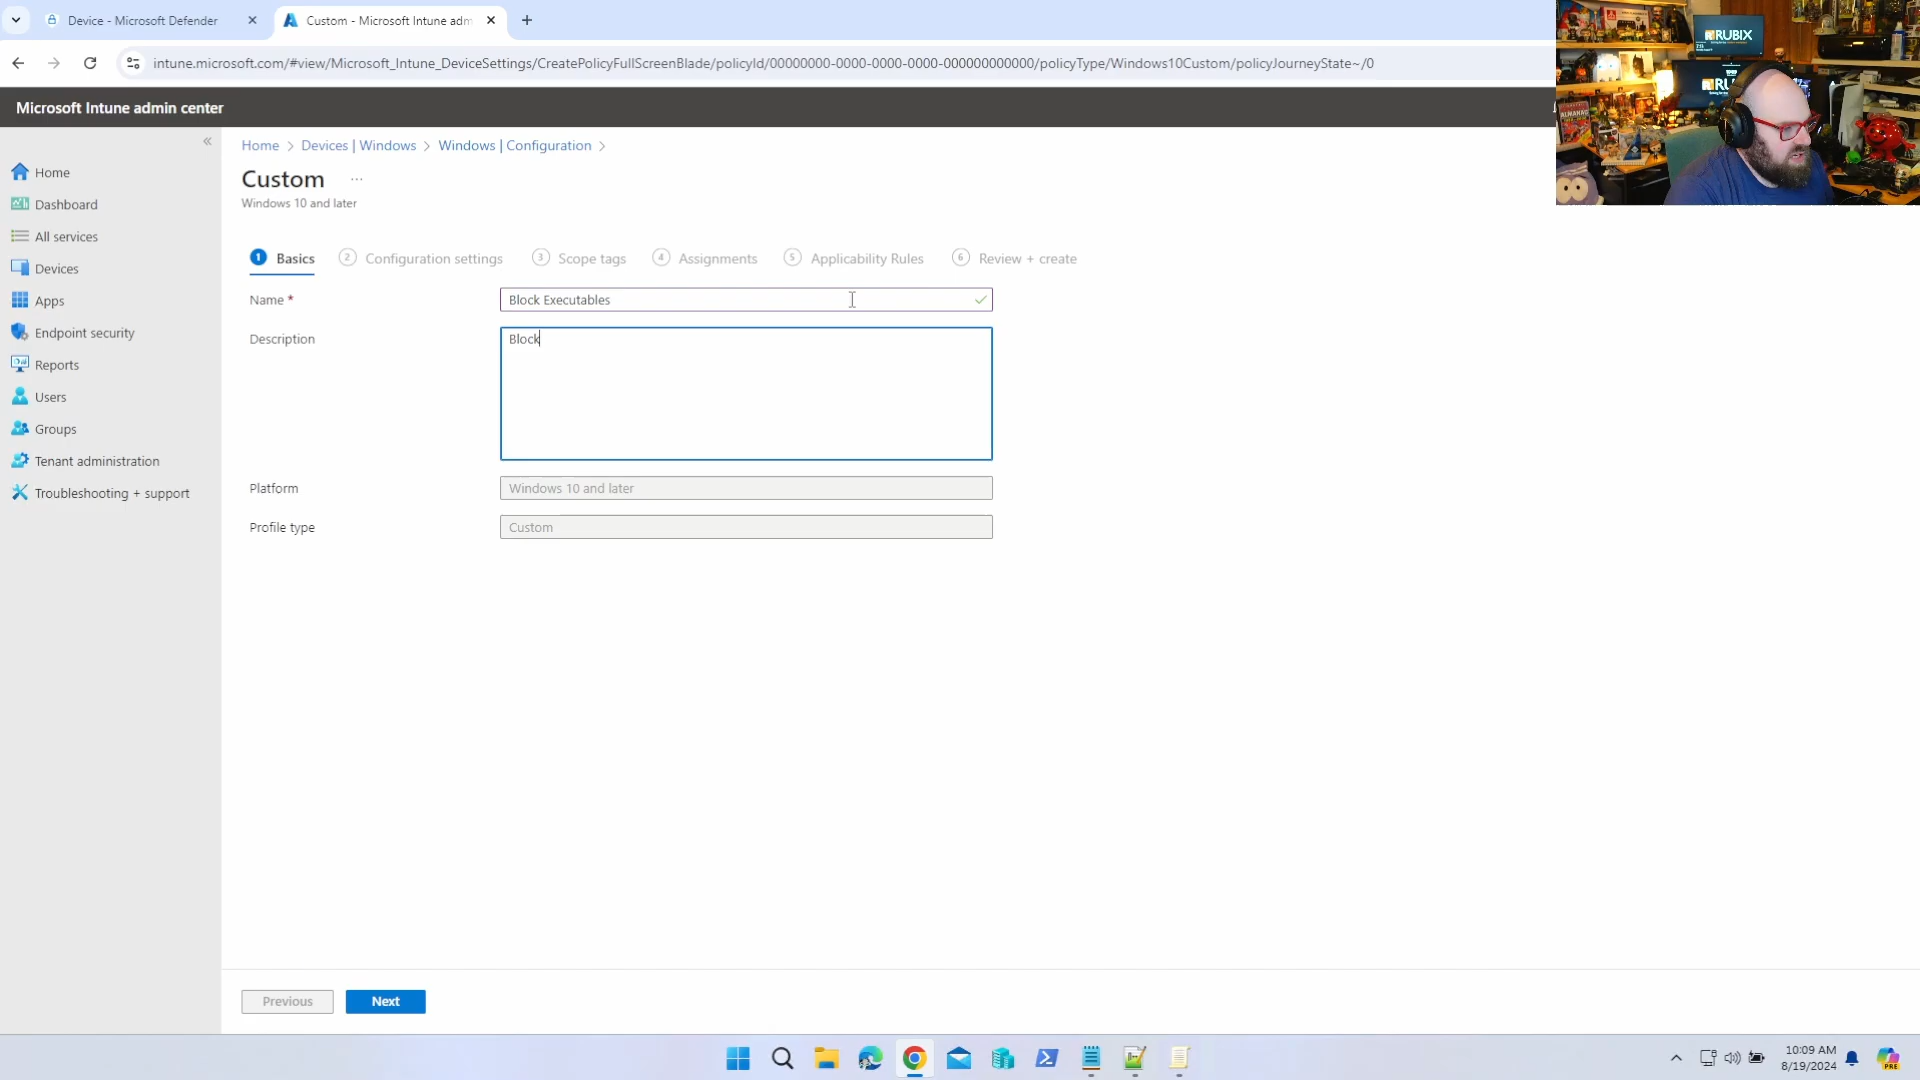 Device - Microsoft Defender
Custom - Microsoft Intune adm
intune.microsoft.com/#view/Microsoft_Intune_DeviceSettings/CreatePolicyFullScreenBlade/policyId/00000000-0000-0000-0000-000000000000/policyType/Windows10Custom/policyJourneyState~/0
Microsoft Intune admin center
Home
Dashboard
All services
Devices
Apps
Endpoint security
Reports
Users
Groups
Tenant administration
Troubleshooting + support
Home > Devices | Windows > Windows | Configuration >
Custom ...
Windows 10 and later
1 Basics 2 Configuration settings 3 Scope tags 4 Assignments 5 Applicability Rules 6 Review + create
Name * Block Executables
Description Block
Platform Windows 10 and later
Profile type Custom
Previous Next
RUBIX
10:09 AM
8/19/2024
PRE